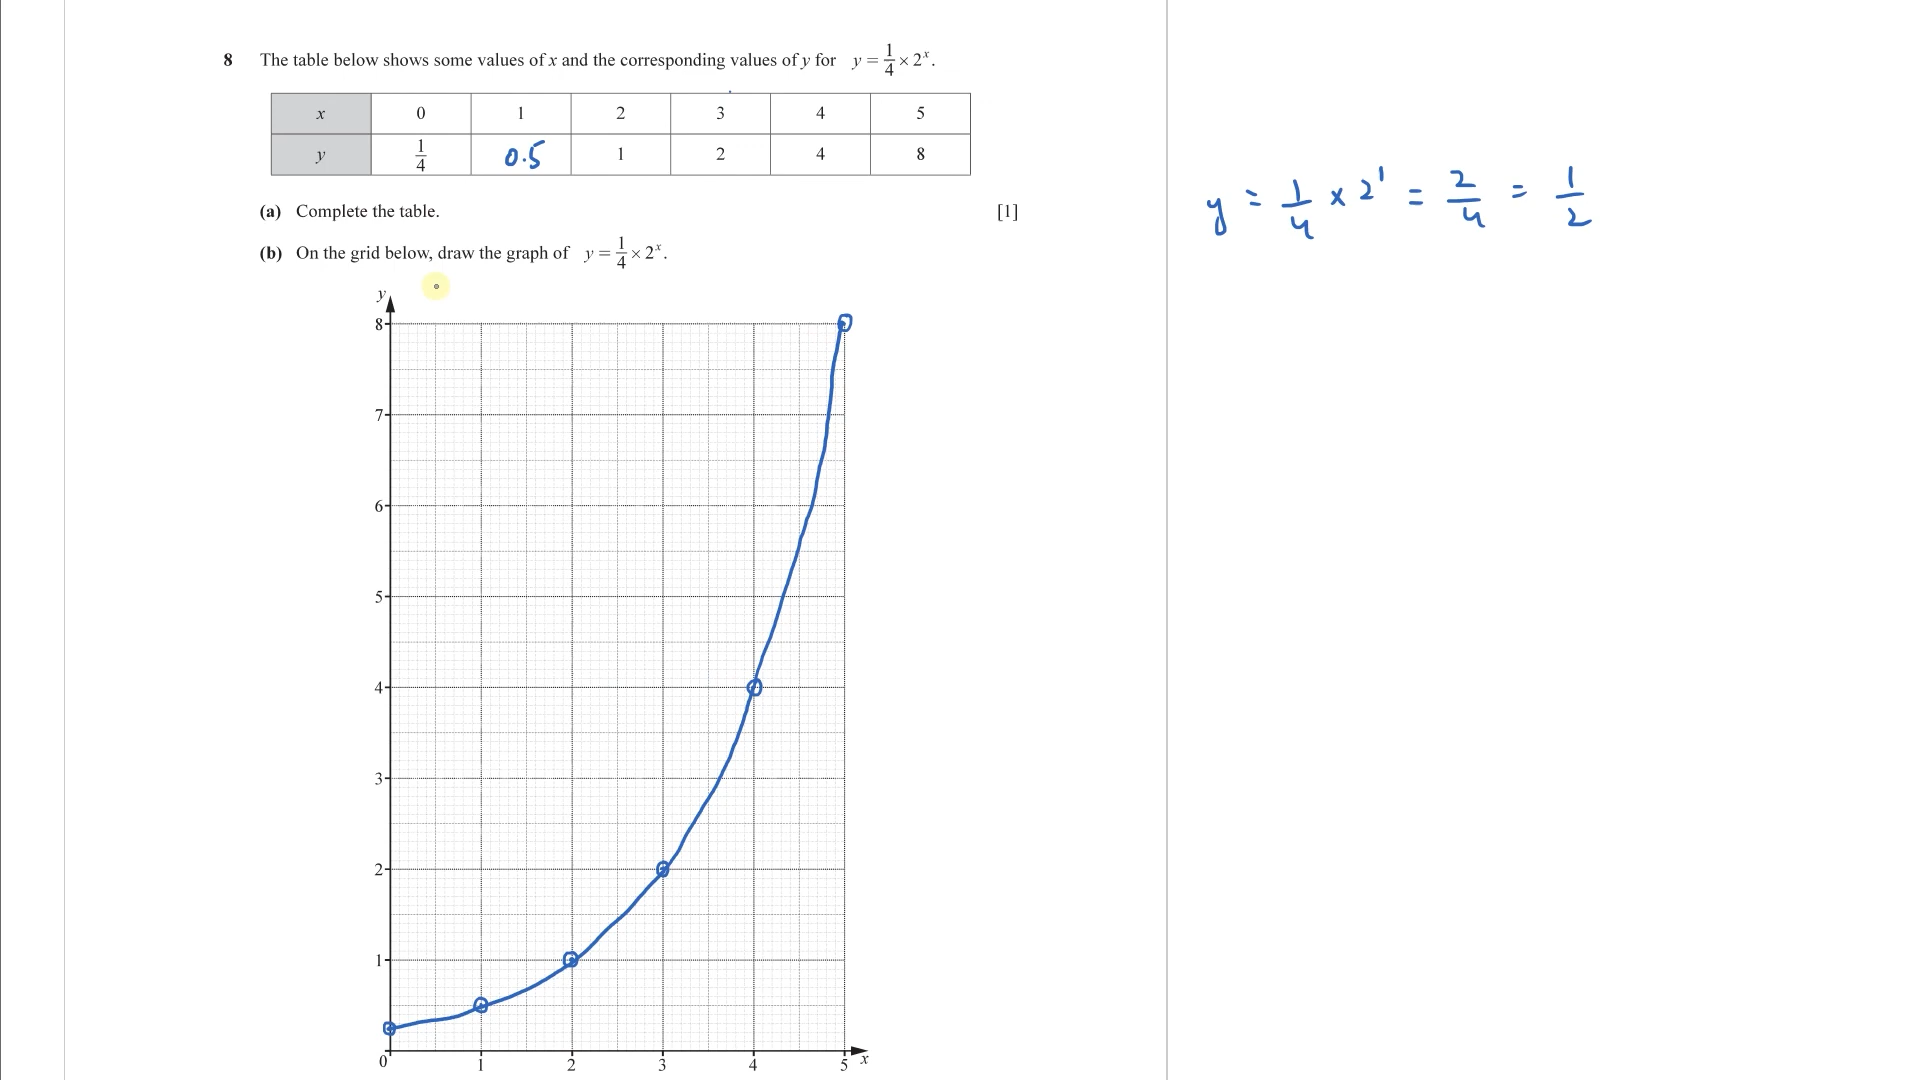 8 The table below shows some values of x and the corresponding values of y for y = 1/4 × 2^x.
x 0 1 2 3 4 5
y 1/4 0.5 1 2 4 8
(a) Complete the table. [1]
y = 1/4 × 2^1 = 2/4 = 1/2
(b) On the grid below, draw the graph of y = 1/4 × 2^x.
y
8
7
6
5
4
3
2
1
0 1 2 3 4 5 x